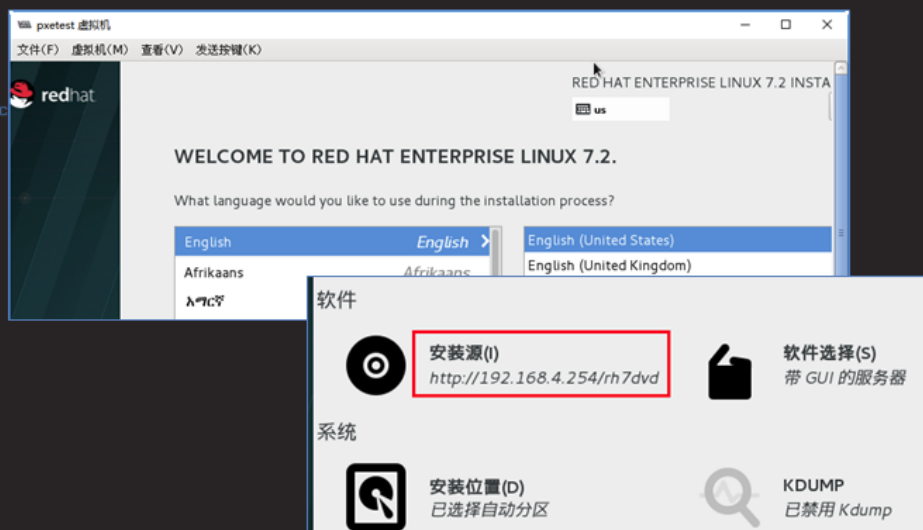 pxetest 虚拟机
文件(F) 虚拟机(M) 查看(V) 发送按键(K)
redhat
RED HAT ENTERPRISE LINUX 7.2 INSTA
us
WELCOME TO RED HAT ENTERPRISE LINUX 7.2.
What language would you like to use during the installation process?
English English
English (United States)
Afrikaans Afrikaans
English (United Kingdom)
አማርኛ
软件
安装源(I)
http://192.168.4.254/rh7dvd
软件选择(S)
带 GUI 的服务器
系统
安装位置(D)
已选择自动分区
KDUMP
已禁用 Kdump